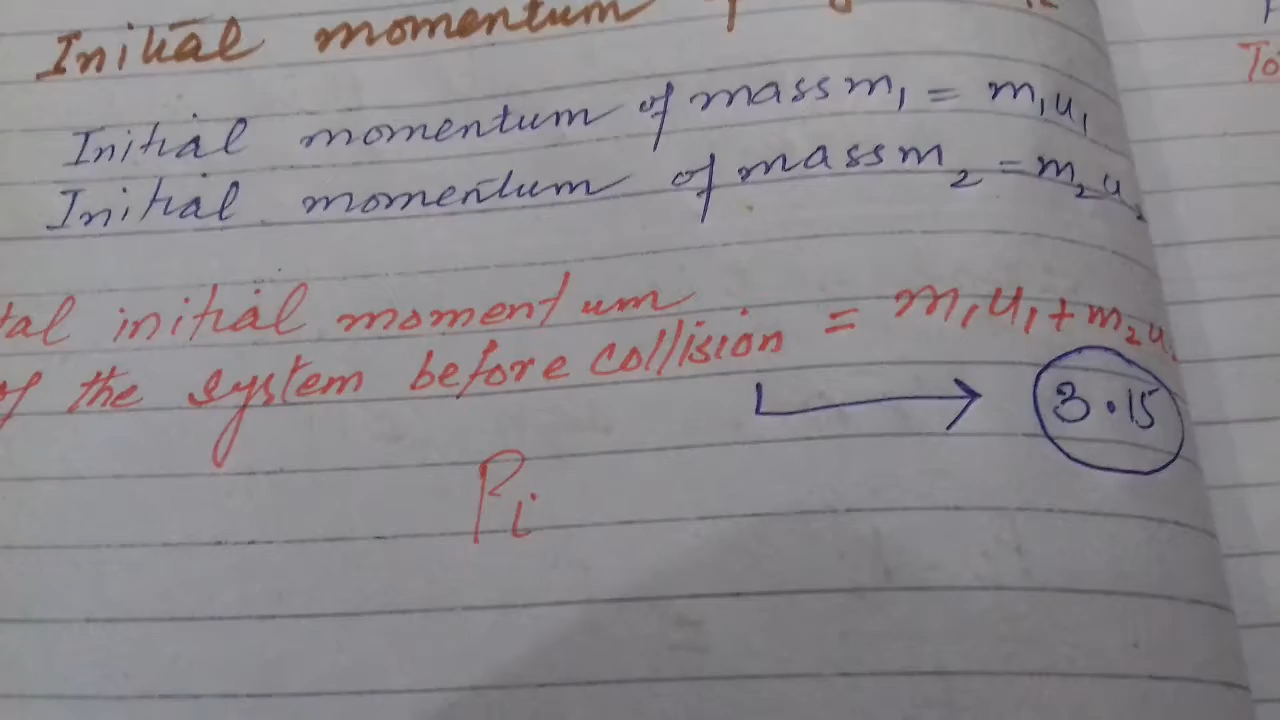 Initial momentum
Initial momentum of mass m₁ = m₁u₁
Initial momentum of mass m₂ = m₂u₂
tal initial momentum
of the system before collision = m₁u₁ + m₂u₂
3.15
Pi
To